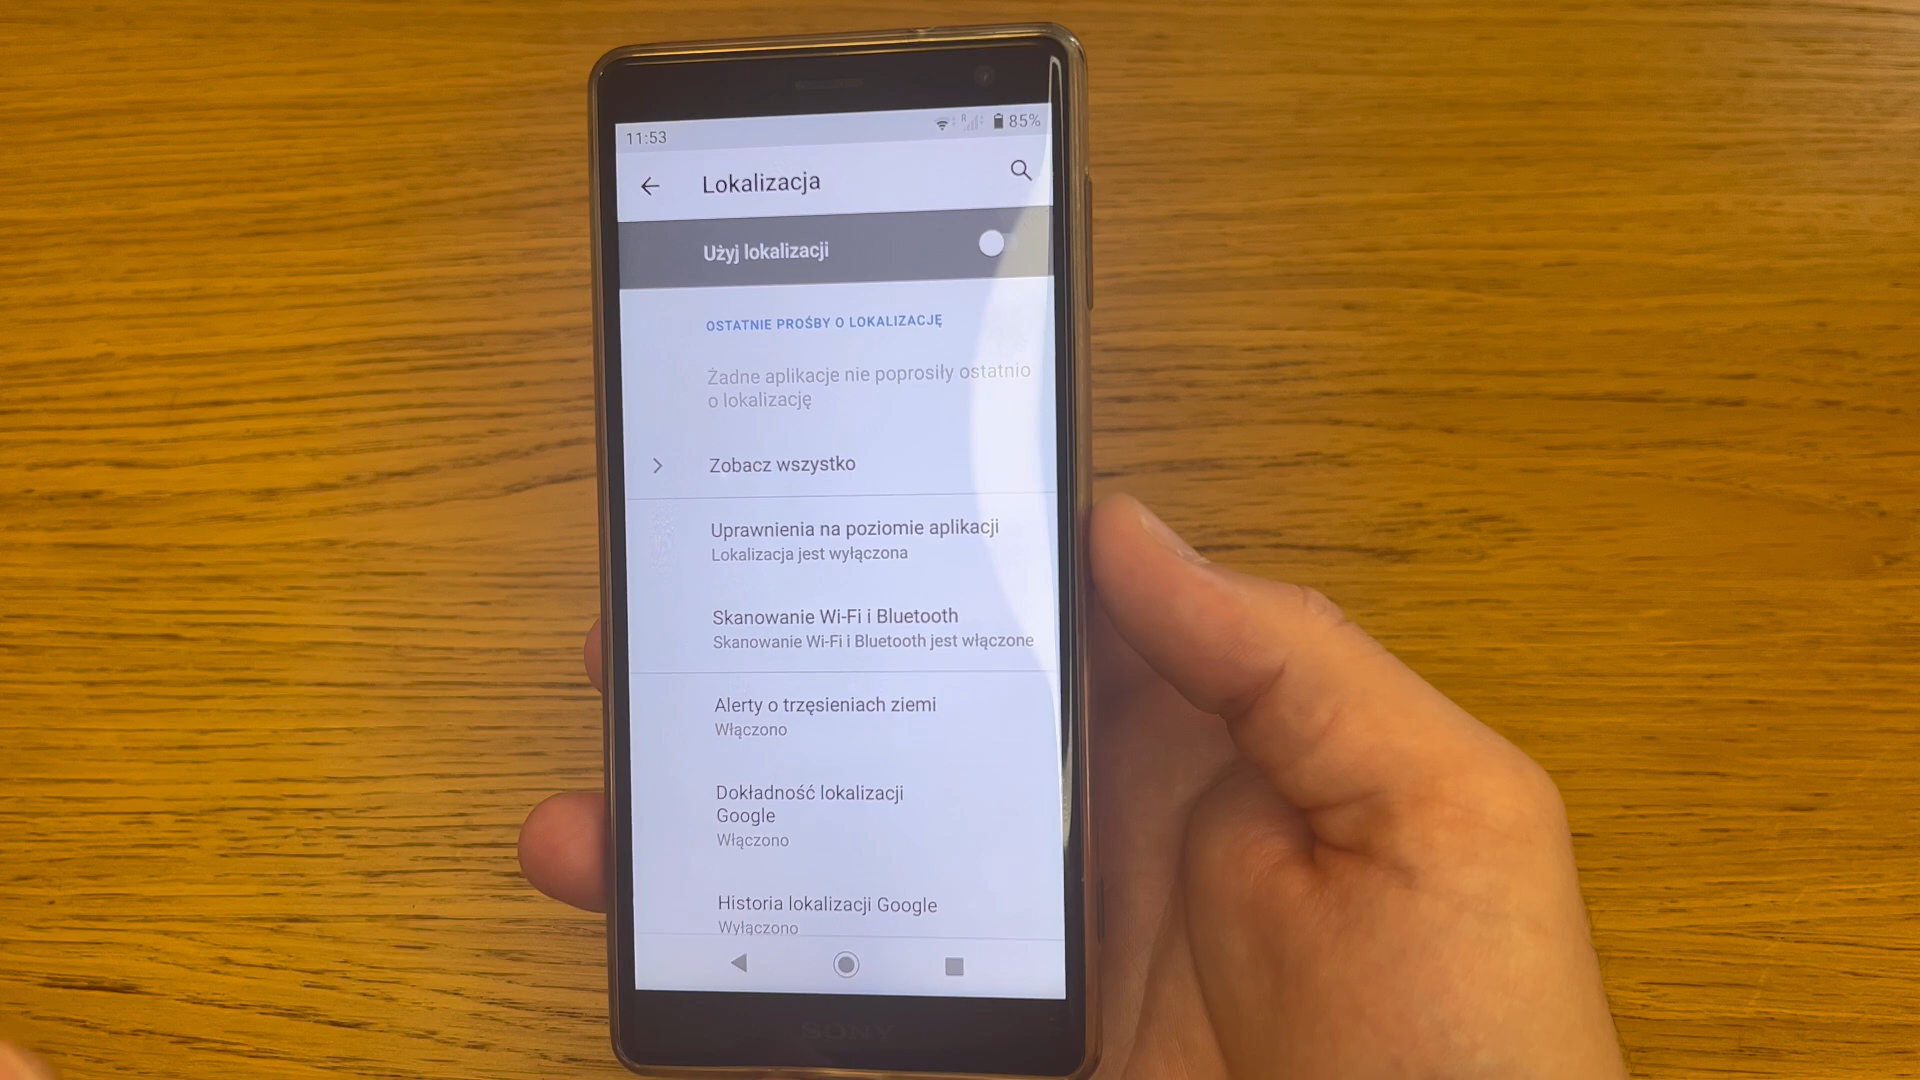 11:53
R
85%
Lokalizacja
Użyj lokalizacji
OSTATNIE PROŚBY O LOKALIZACJĘ
Żadne aplikacje nie poprosiły ostatnio
o lokalizację
Zobacz wszystko
Uprawnienia na poziomie aplikacji
Lokalizacja jest wyłączona
Skanowanie Wi-Fi i Bluetooth
Skanowanie Wi-Fi i Bluetooth jest włączone
Alerty o trzęsieniach ziemi
Włączono
Dokładność lokalizacji
Google
Włączono
Historia lokalizacji Google
Wyłączono
SONY